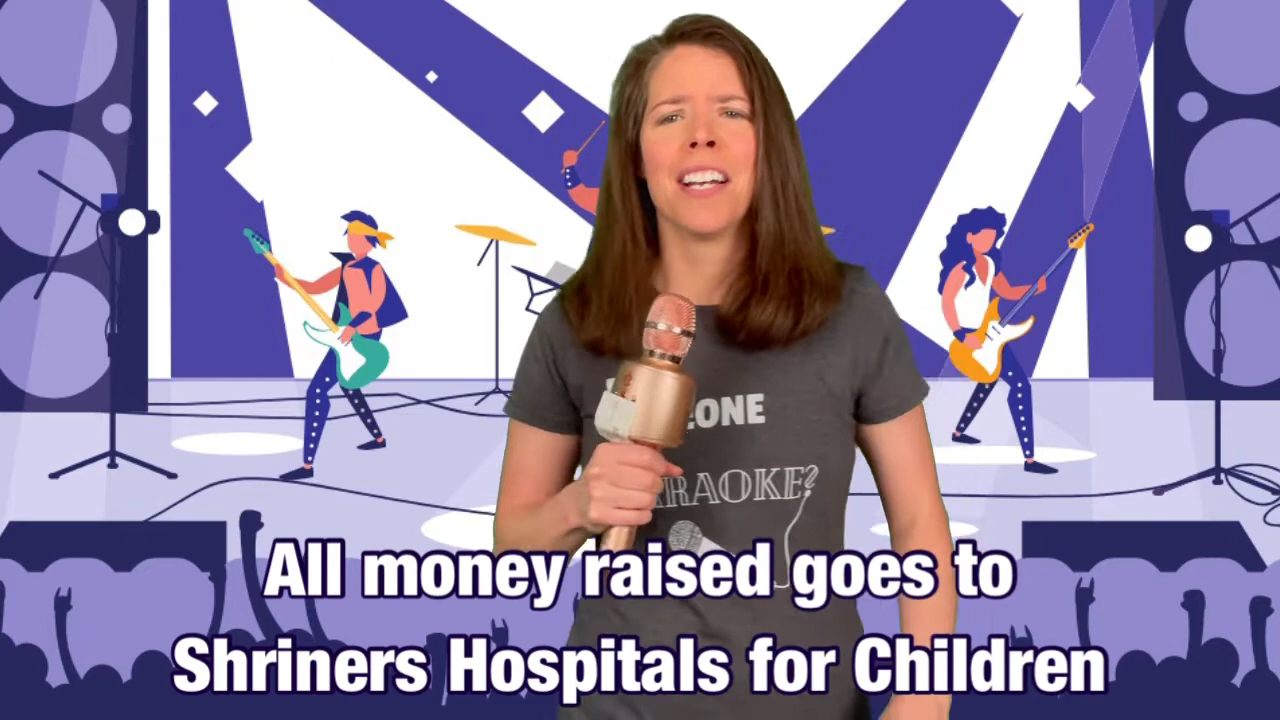 EONE
RAOKE?
All money raised goes to
Shriners Hospitals for Children